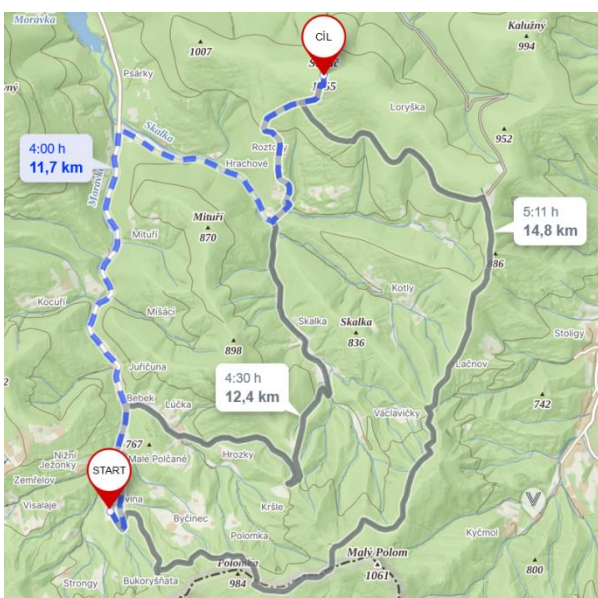 Morávka
Kalužný
994
1007
CÍL
Psárky
Loryška
Skalka
952
Hrachové
4:00 h
11,7 km
Morávka
Mituří
870
Mituří
5:11 h
14,8 km
Kotly
Kocuří
Mišáci
Skalka
Skalka
836
Stoligy
898
Lačnov
Juřičuna
4:30 h
12,4 km
Bebek
Lúčka
742
Václavičky
767
Malé Polčané
Nižní
Ježonky
Hrozky
START
Zemřelov
Visalaje
Kršle
Byčinec
Polomka
Kyčmol
Malý Polom
1061
Polomka
984
Strongy
Bukoryšňata
800